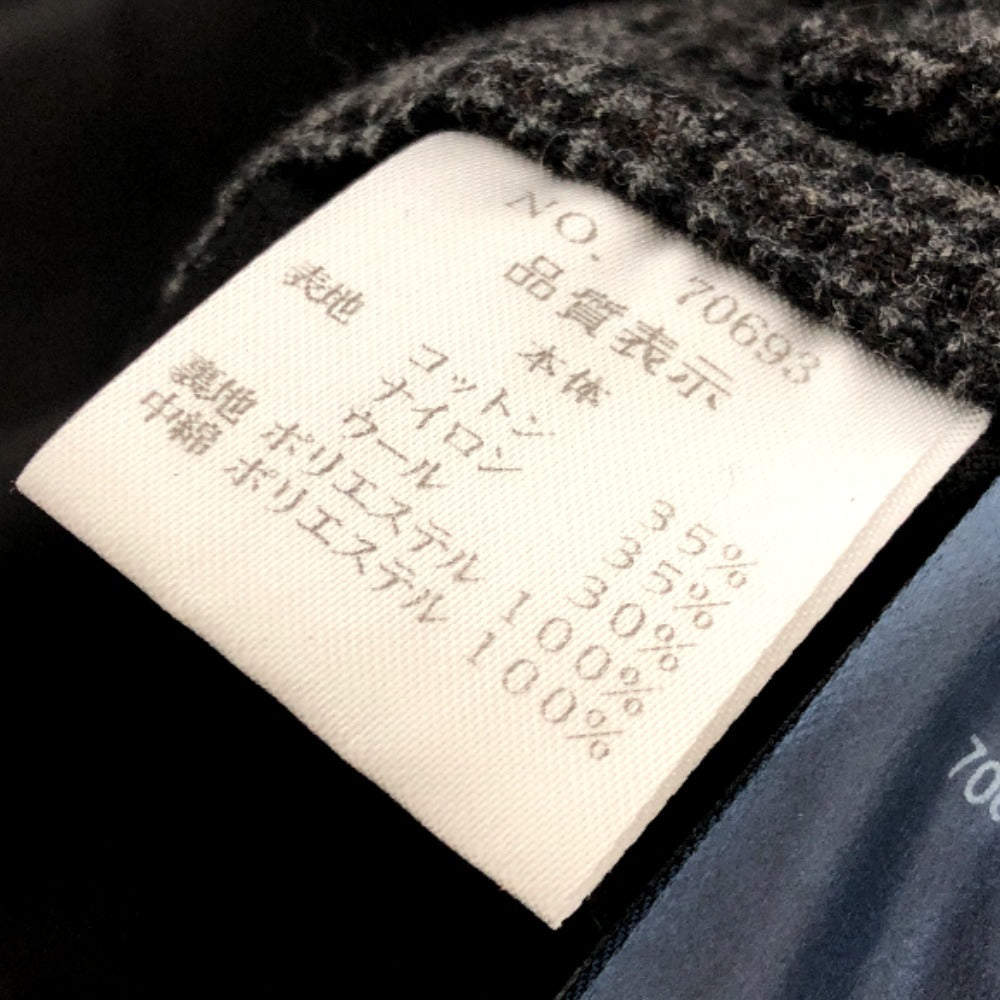 NO. 70693
品質表示
本体
表地
コットン 35%
ナイロン 35%
ウール 30%
裏地 ポリエステル 100%
中綿 ポリエステル 100%